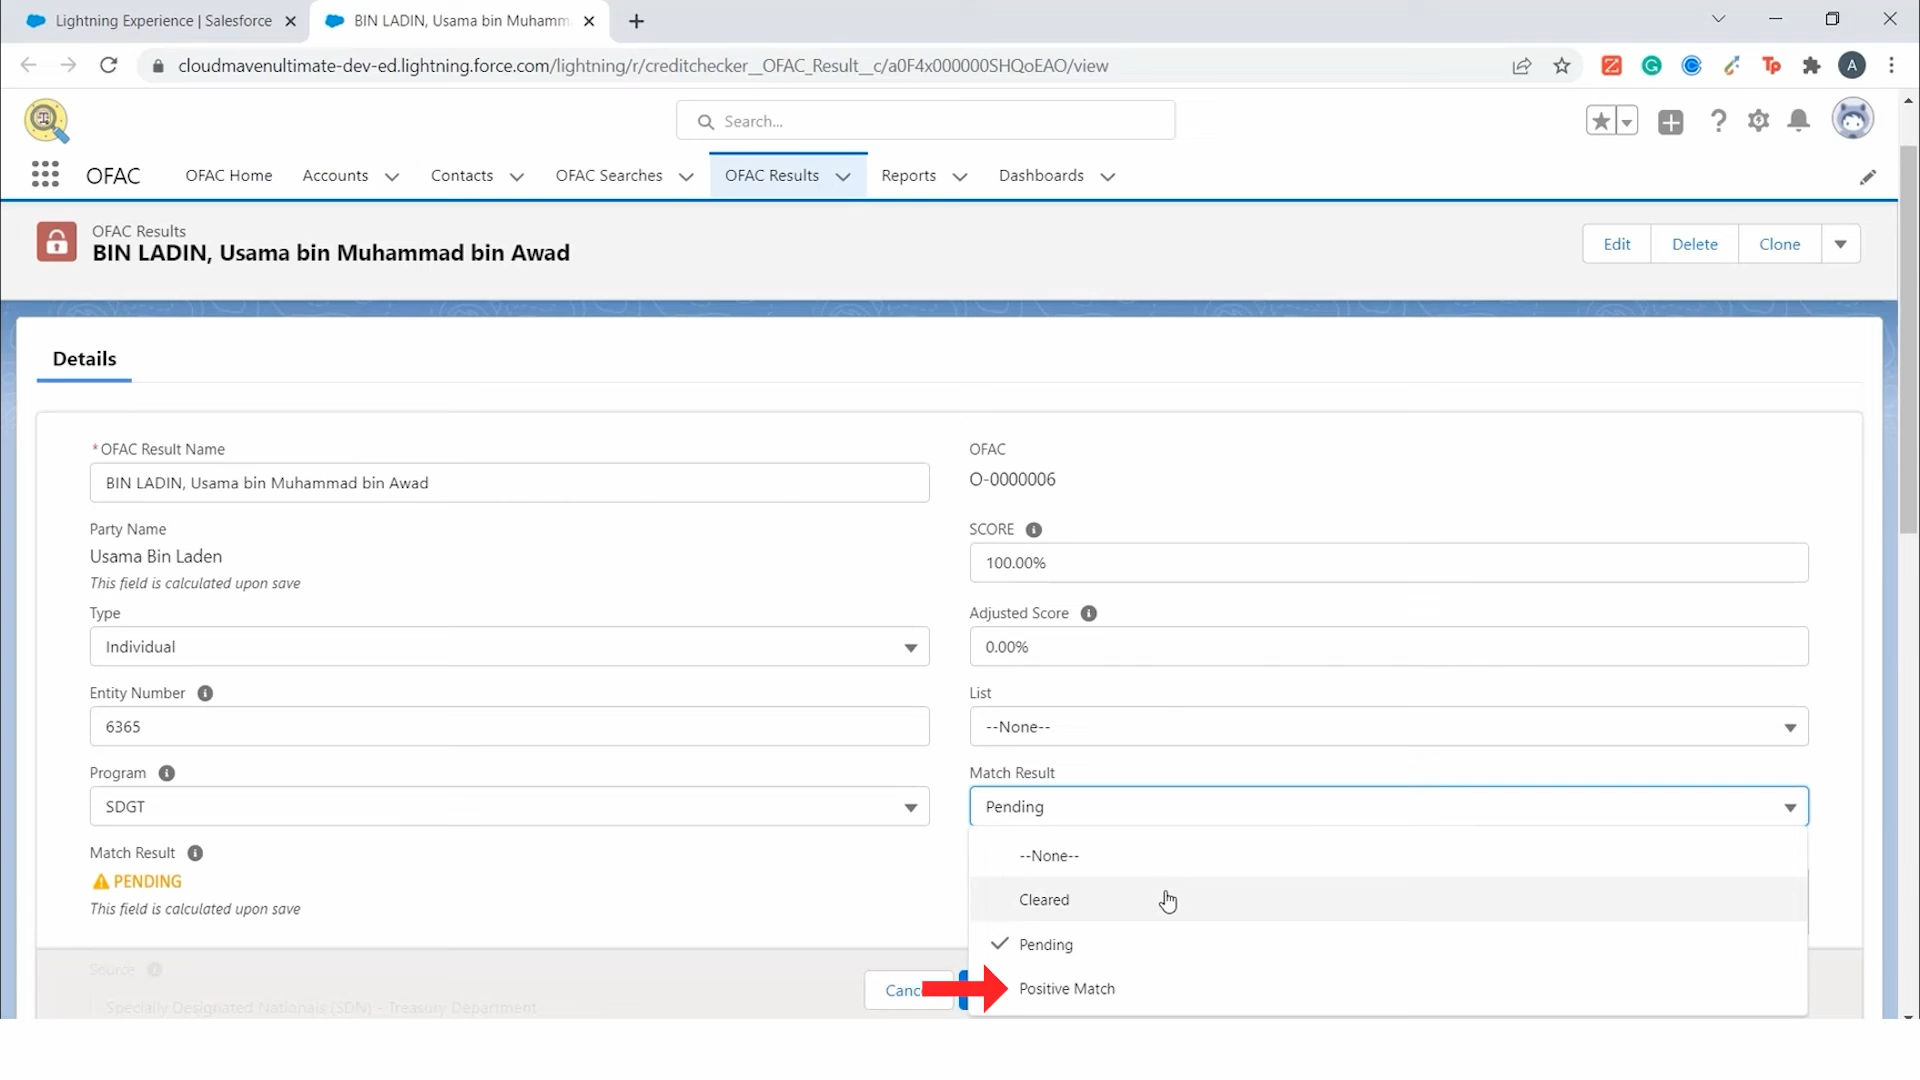 Lightning Experience | Salesforce
BIN LADIN, Usama bin Muhamm
cloudmavenultimate-dev-ed.lightning.force.com/lightning/r/creditchecker__OFAC_Result__c/a0F4x000000SHQoEAO/view
Tp
A
Search...
OFAC
OFAC Home
Accounts
Contacts
OFAC Searches
OFAC Results
Reports
Dashboards
OFAC Results
BIN LADIN, Usama bin Muhammad bin Awad
Edit
Delete
Clone
Details
*OFAC Result Name
BIN LADIN, Usama bin Muhammad bin Awad
OFAC
O-0000006
Party Name
Usama Bin Laden
This field is calculated upon save
SCORE
100.00%
Type
Individual
Adjusted Score
0.00%
Entity Number
6365
List
--None--
Program
SDGT
Match Result
Pending
Match Result
PENDING
This field is calculated upon save
--None--
Cleared
Pending
Positive Match
Source
Specially Designated Nationals (SDN) - Treasury Department
Canc